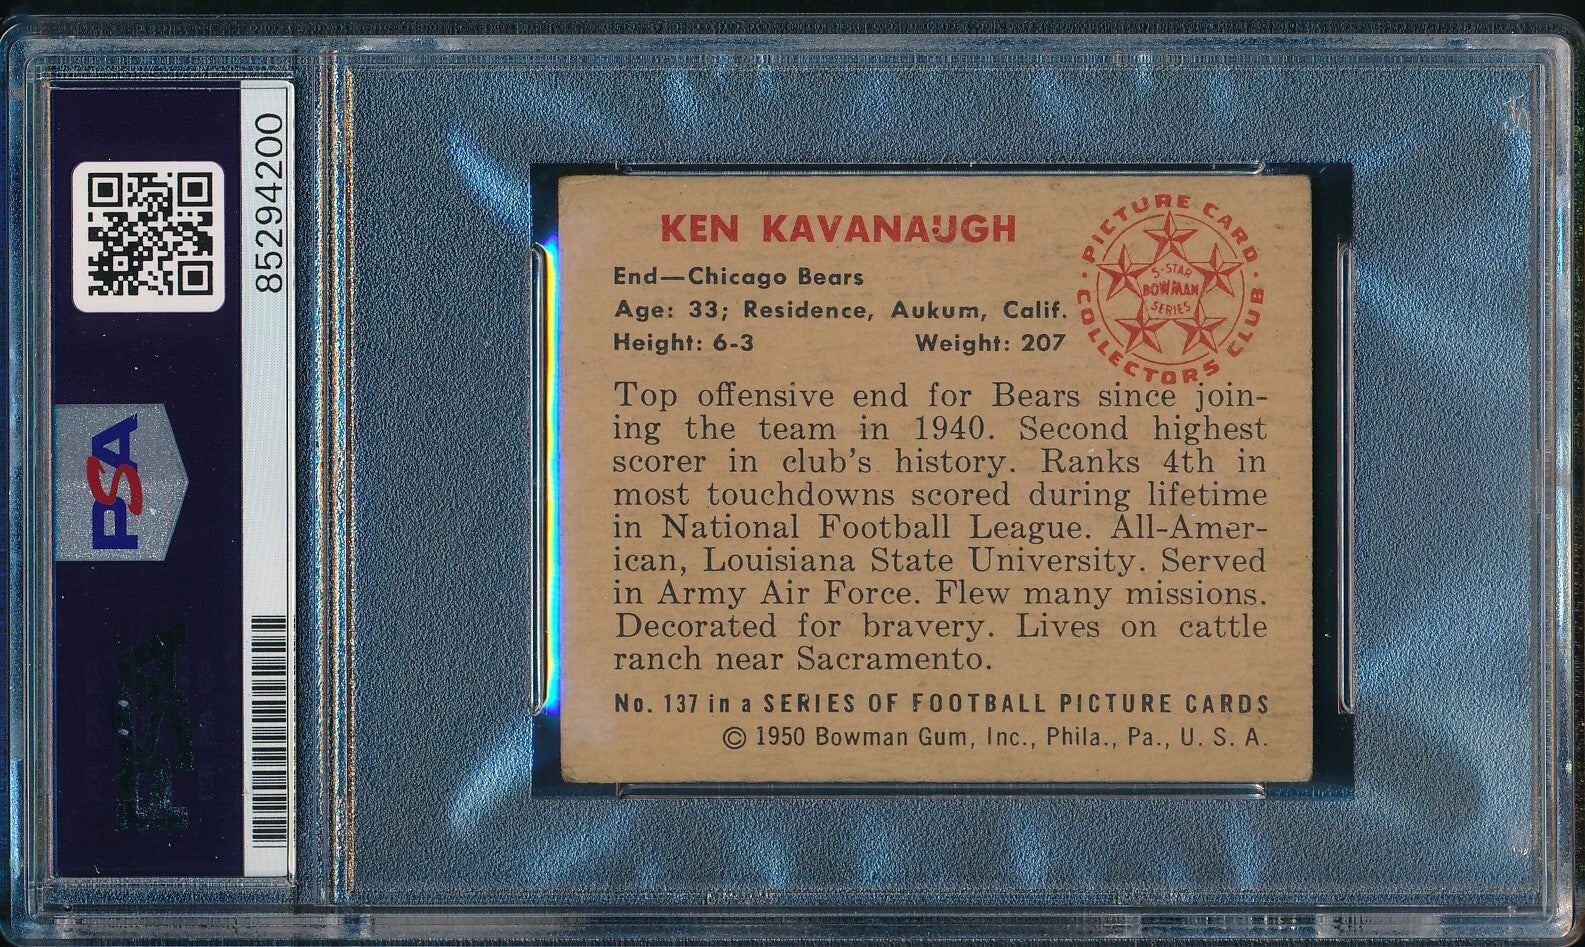 85294200
PSA
KEN KAVANAUGH
End—Chicago Bears
Age: 33; Residence, Aukum, Calif.
Height: 6-3 Weight: 207
PICTURE CARD COLLECTORS CLUB
5-STAR
BOWMAN
SERIES
Top offensive end for Bears since join-
ing the team in 1940. Second highest
scorer in club's history. Ranks 4th in
most touchdowns scored during lifetime
in National Football League. All-Amer-
ican, Louisiana State University. Served
in Army Air Force. Flew many missions.
Decorated for bravery. Lives on cattle
ranch near Sacramento.
No. 137 in a SERIES OF FOOTBALL PICTURE CARDS
© 1950 Bowman Gum, Inc., Phila., Pa., U. S. A.
PSA